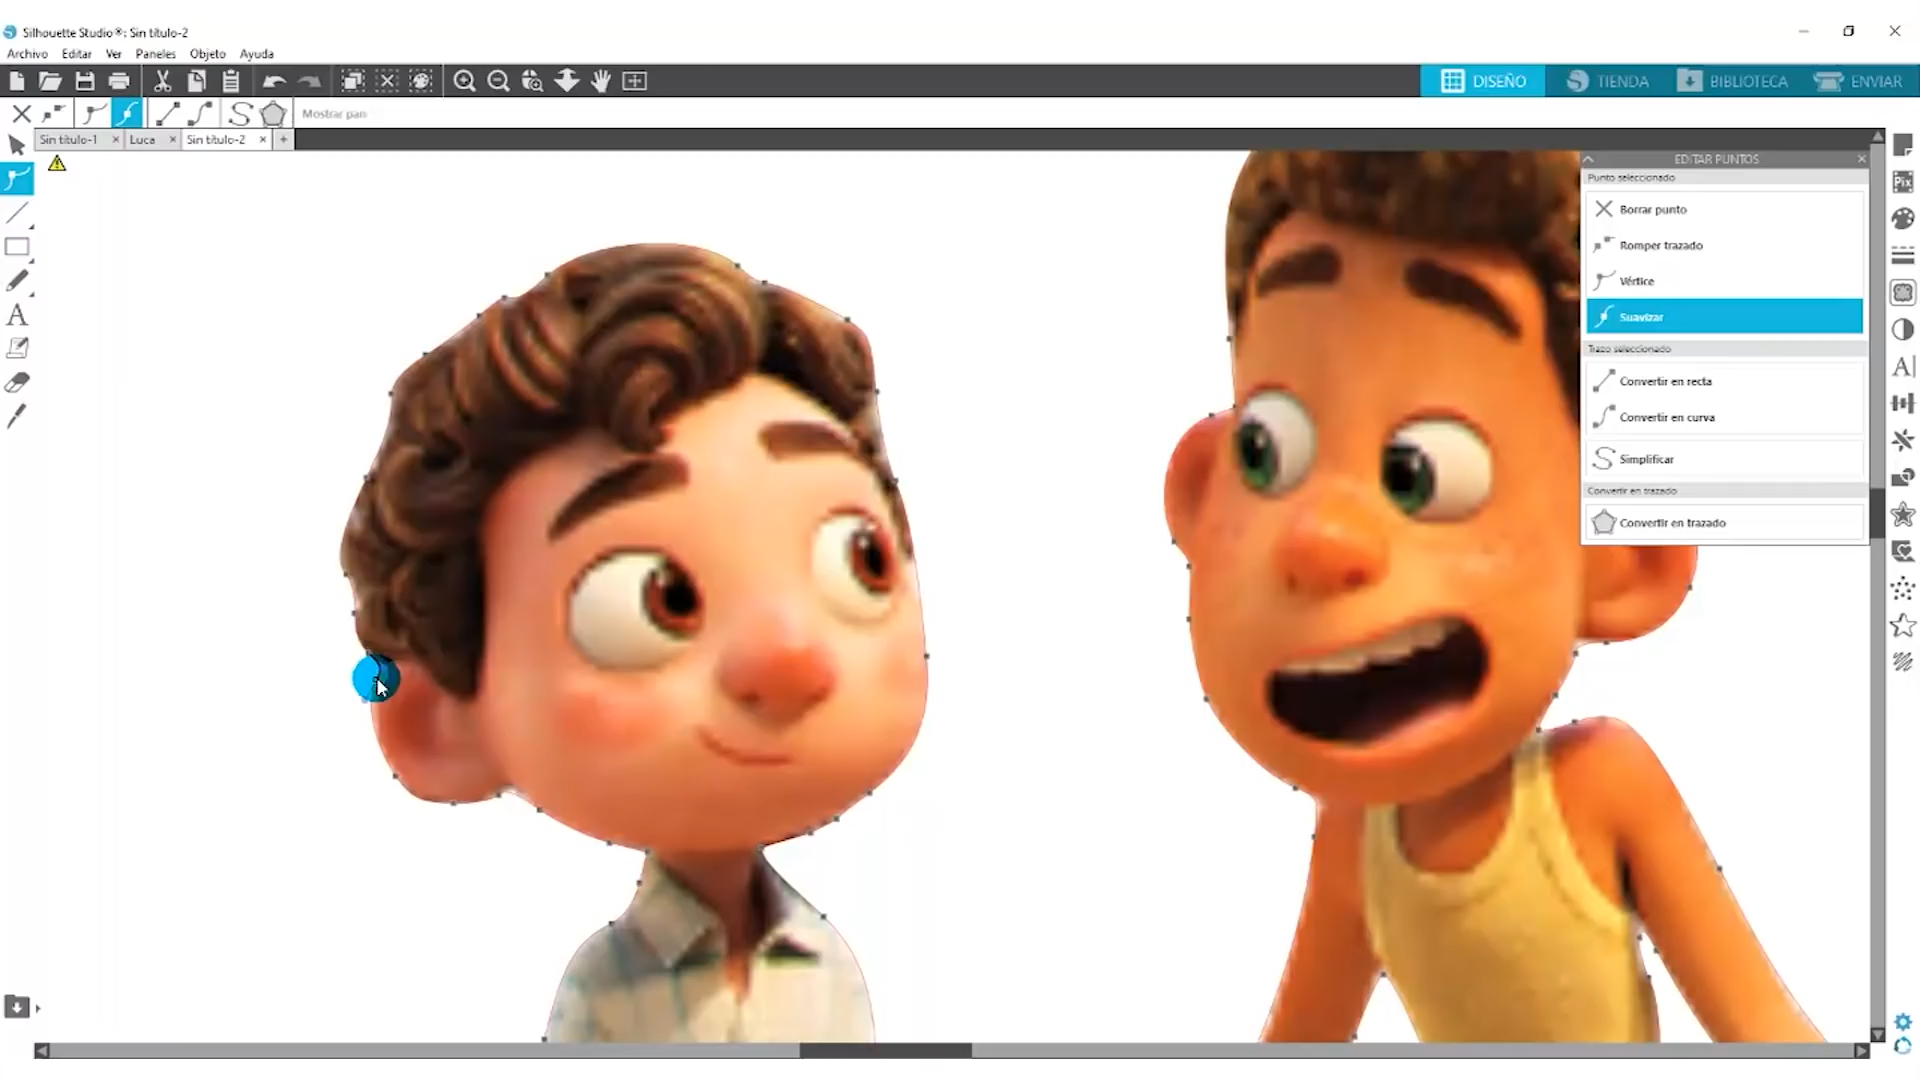 Silhouette Studio®: Sin título-2
Archivo Editar Ver Paneles Objeto Ayuda
DISEÑO TIENDA BIBLIOTECA ENVIAR
Mostrar pan
Sin título-1 Luca Sin título-2
EDITAR PUNTOS
Punto seleccionado
Borrar punto
Romper trazado
Vértice
Suavizar
Trazo seleccionado
Convertir en recta
Convertir en curva
Simplificar
Convertir en trazado
Convertir en trazado
Pix